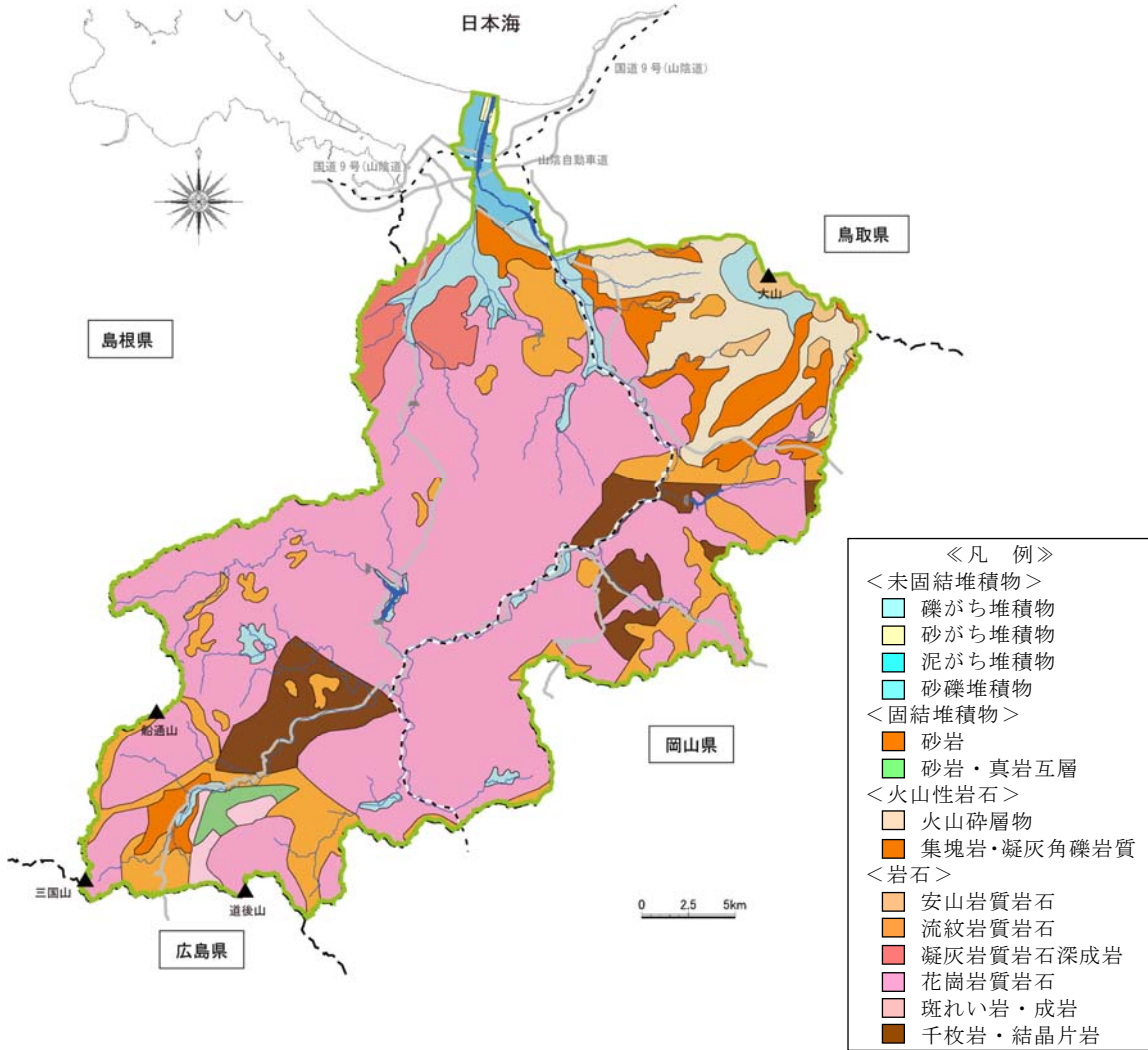 日本海
国道9号(山陰道)
国道9号(山陰道)
山陰自動車道
鳥取県
大山
島根県
船通山
岡山県
三国山
道後山
広島県
0 2.5 5km
≪凡 例≫
＜未固結堆積物＞
礫がち堆積物
砂がち堆積物
泥がち堆積物
砂礫堆積物
＜固結堆積物＞
砂岩
砂岩・真岩互層
＜火山性岩石＞
火山砕層物
集塊岩・凝灰角礫岩質
＜岩石＞
安山岩質岩石
流紋岩質岩石
凝灰岩質岩石深成岩
花崗岩質岩石
斑れい岩・成岩
千枚岩・結晶片岩